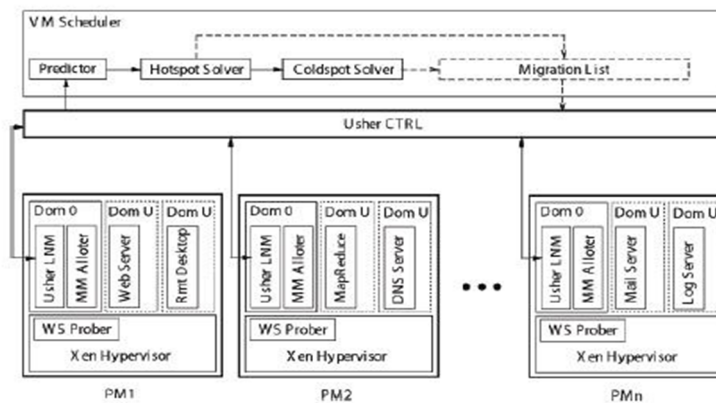 VM Scheduler
Predictor
Hotspot Solver
Coldspot Solver
Migration List
Usher CTRL
Dom 0
Dom U
Dom U
Usher LNM
MM Alloter
Web Server
Rmt Desktop
WS Prober
Xen Hypervisor
PM1
Dom 0
Dom U
Dom U
Usher LNM
MM Alloter
MapReduce
DNS Server
WS Prober
Xen Hypervisor
PM2
Dom 0
Dom U
Dom U
Usher LNM
MM Alloter
Mail Server
Log Server
WS Prober
Xen Hypervisor
PMn